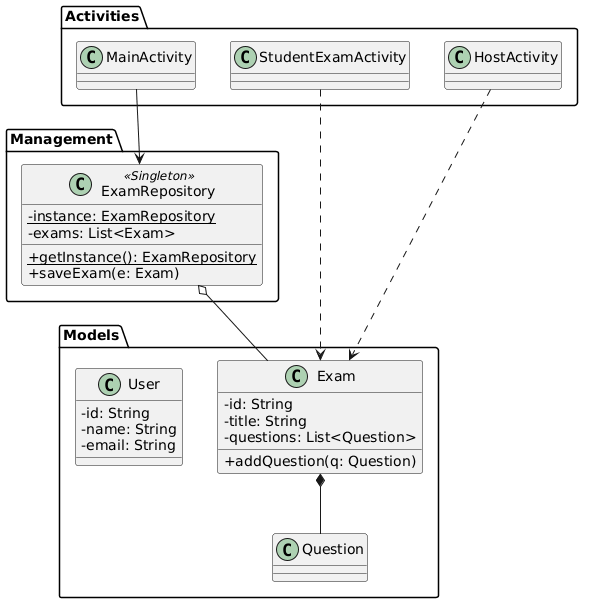 Activities
C MainActivity
C StudentExamActivity
C HostActivity
Management
«Singleton»
C ExamRepository
-instance: ExamRepository
-exams: List<Exam>
+getInstance(): ExamRepository
+saveExam(e: Exam)
Models
C User
-id: String
-name: String
-email: String
C Exam
-id: String
-title: String
-questions: List<Question>
+addQuestion(q: Question)
C Question